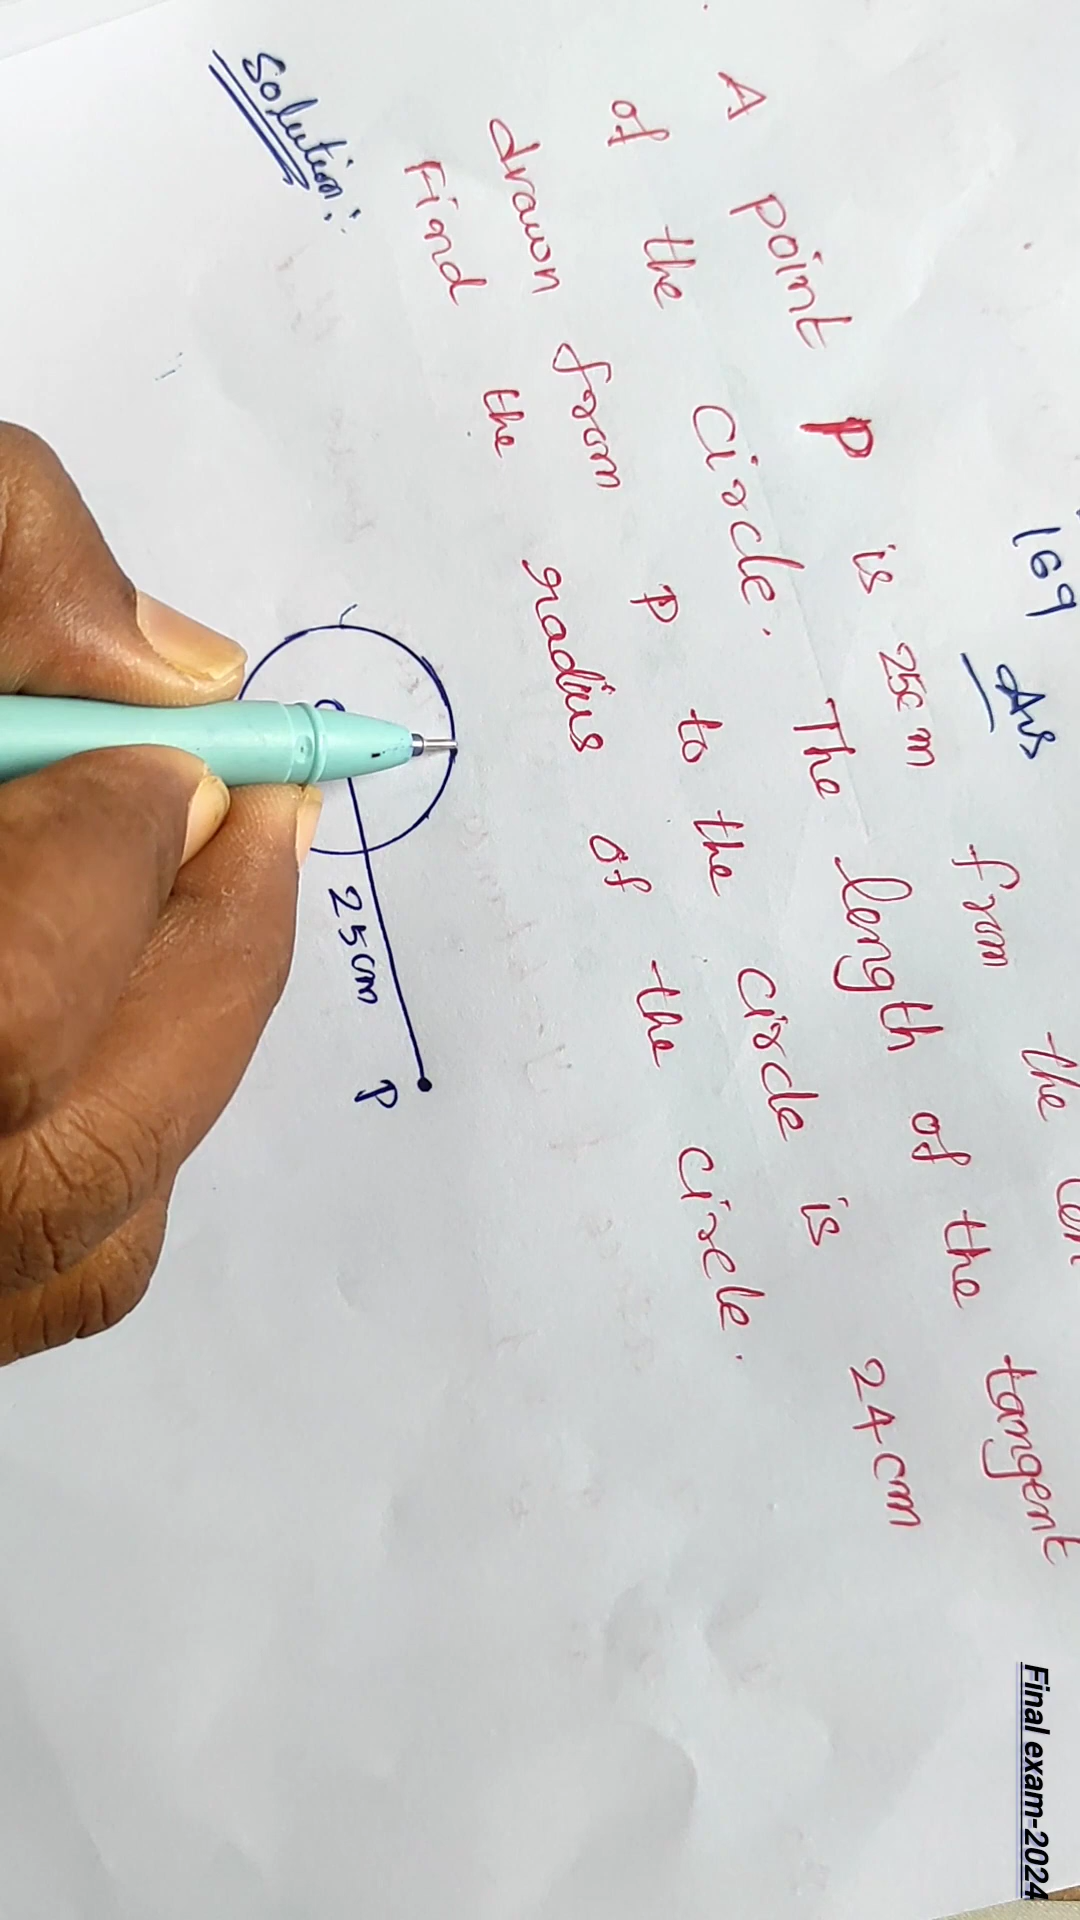 169 Ans
A point P is 25cm from the
of the circle. The length of the tangent
drawn from P to the circle is 24cm
Find the radius of the circle.
Solution:
25cm
P
Final exam-2024